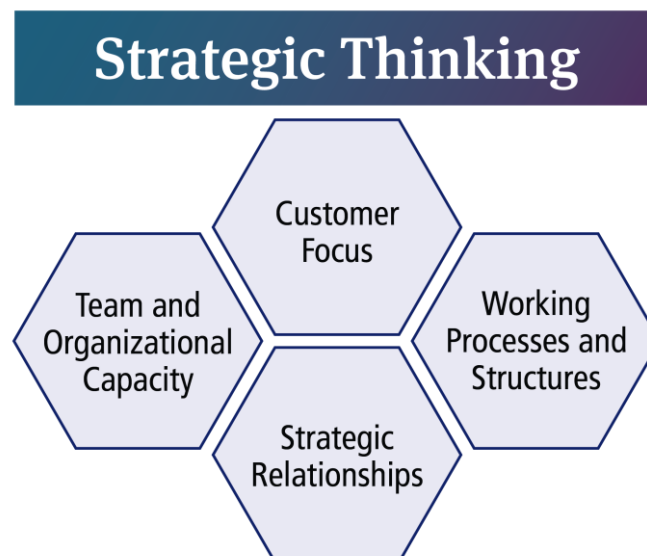 Strategic Thinking
Customer
Focus
Team and
Organizational
Capacity
Working
Processes and
Structures
Strategic
Relationships